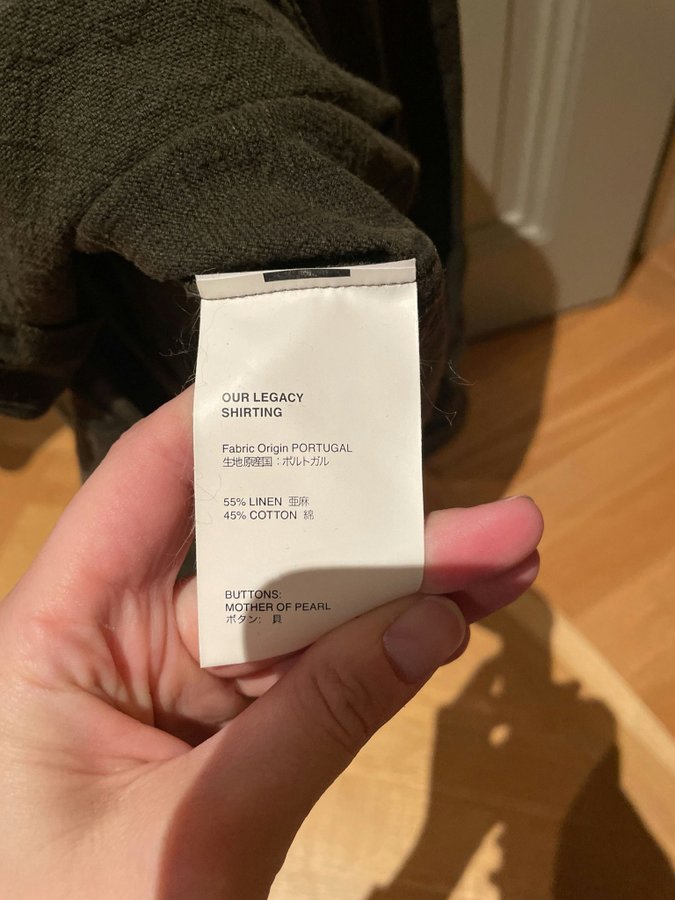 OUR LEGACY
SHIRTING
Fabric Origin PORTUGAL
生地原産国：ポルトガル
55% LINEN 亜麻
45% COTTON 綿
BUTTONS:
MOTHER OF PEARL
ボタン: 貝